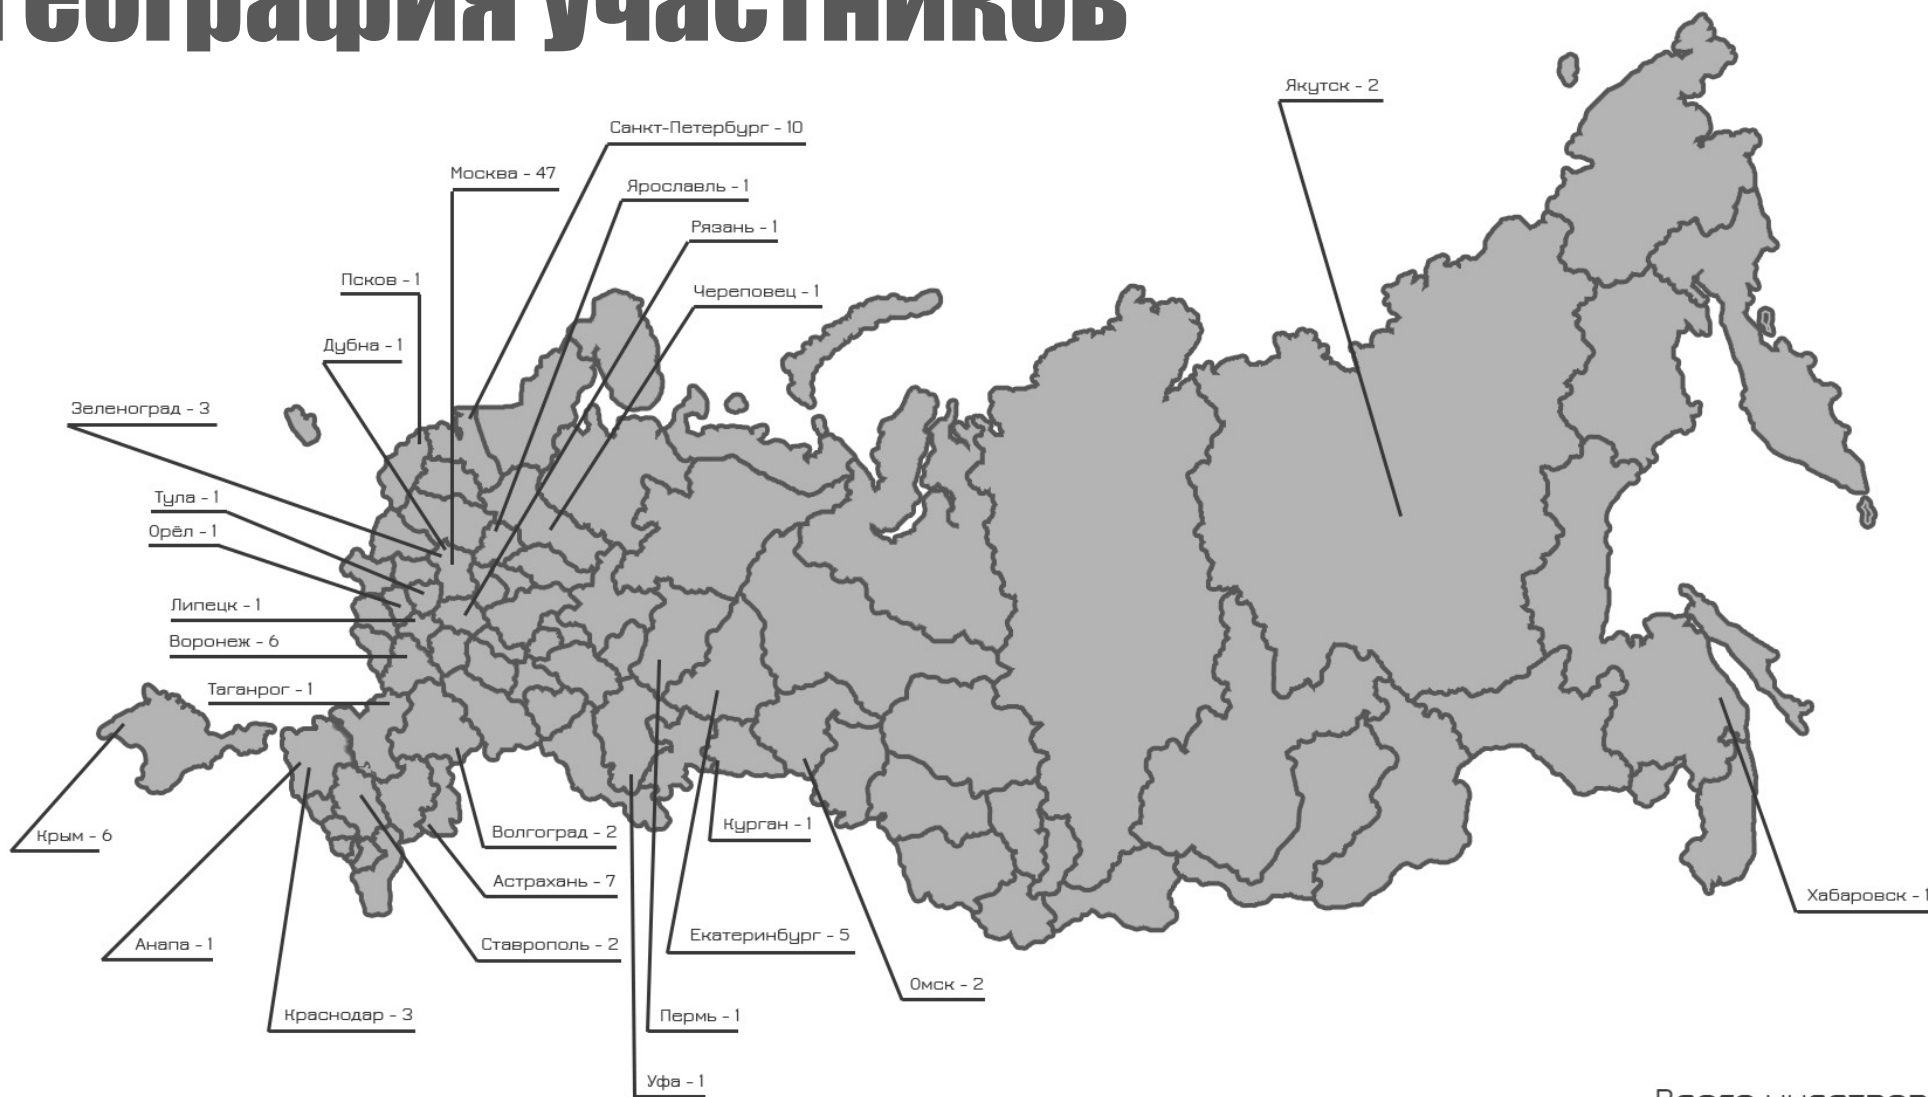 География участников
Якутск - 2
Санкт-Петербург - 10
Москва - 47
Ярославль - 1
Рязань - 1
Псков - 1
Череповец - 1
Дубна - 1
Зеленоград - 3
Тула - 1
Орёл - 1
Липецк - 1
Воронеж - 6
Таганрог - 1
Крым - 6
Волгоград - 2
Курган - 1
Астрахань - 7
Хабаровск - 1
Анапа - 1
Ставрополь - 2
Екатеринбург - 5
Омск - 2
Краснодар - 3
Пермь - 1
Уфа - 1